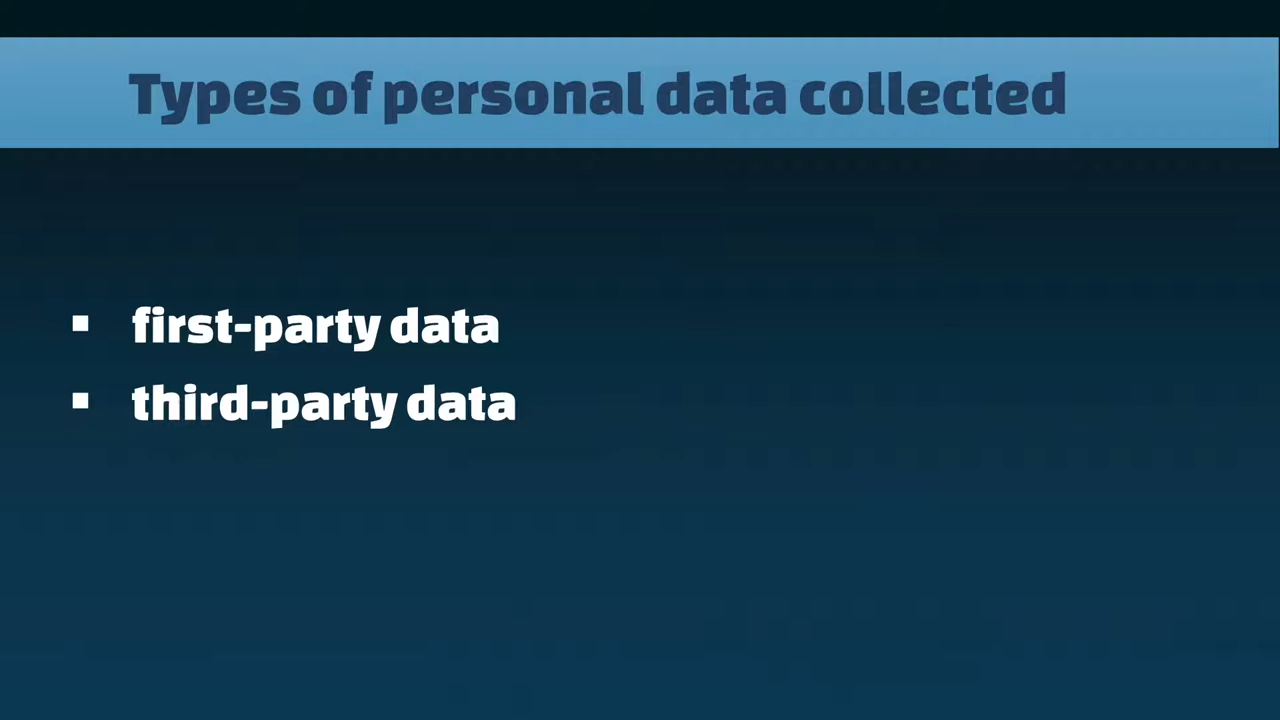 Types of personal data collected
▪ first-party data
▪ third-party data